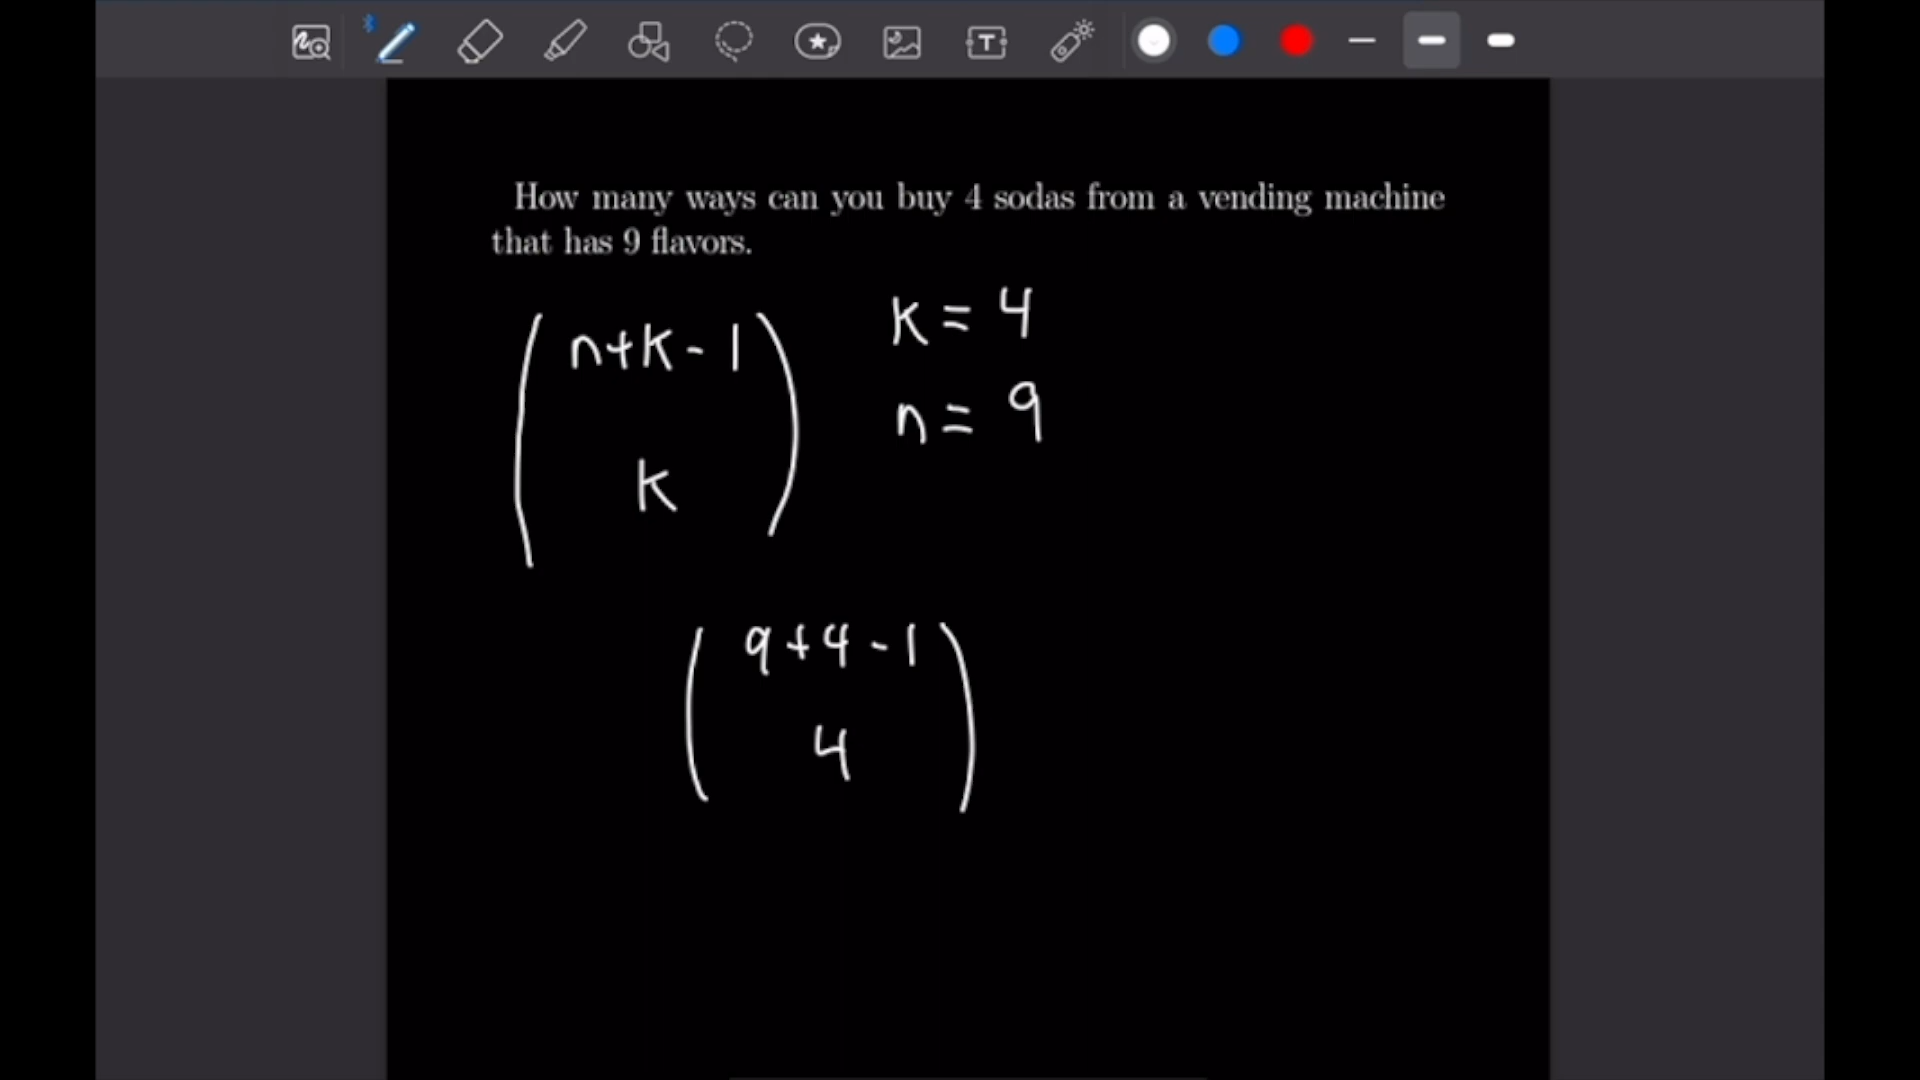 How many ways can you buy 4 sodas from a vending machine
that has 9 flavors.
n+k-1
k
k = 4
n = 9
9+4-1
4